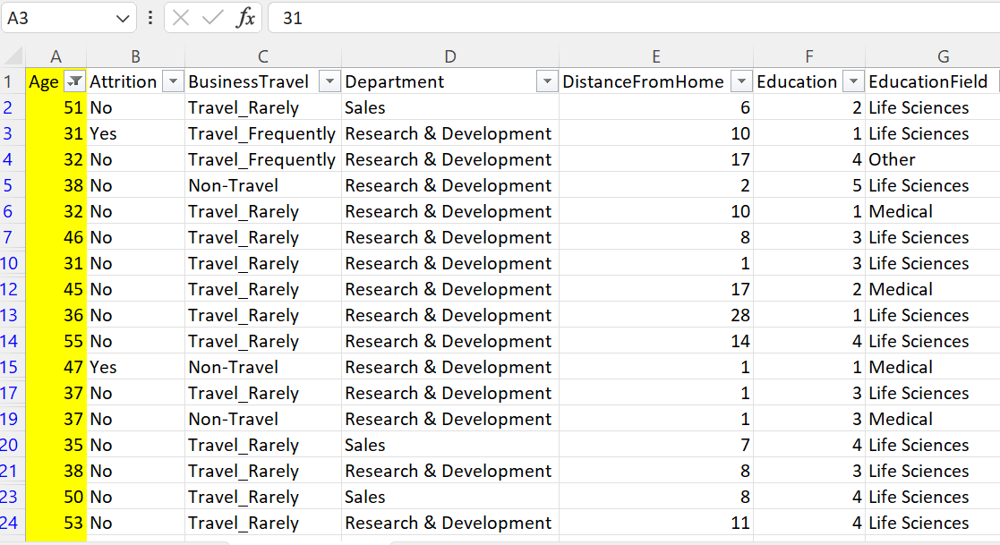 A3 fx 31
A B C D E F G
1 Age Attrition BusinessTravel Department DistanceFromHome Education EducationField
2 51 No Travel_Rarely Sales 6 2 Life Sciences
3 31 Yes Travel_Frequently Research & Development 10 1 Life Sciences
4 32 No Travel_Frequently Research & Development 17 4 Other
5 38 No Non-Travel Research & Development 2 5 Life Sciences
6 32 No Travel_Rarely Research & Development 10 1 Medical
7 46 No Travel_Rarely Research & Development 8 3 Life Sciences
10 31 No Travel_Rarely Research & Development 1 3 Life Sciences
12 45 No Travel_Rarely Research & Development 17 2 Medical
13 36 No Travel_Rarely Research & Development 28 1 Life Sciences
14 55 No Travel_Rarely Research & Development 14 4 Life Sciences
15 47 Yes Non-Travel Research & Development 1 1 Medical
17 37 No Travel_Rarely Research & Development 1 3 Life Sciences
19 37 No Non-Travel Research & Development 1 3 Medical
20 35 No Travel_Rarely Sales 7 4 Life Sciences
21 38 No Travel_Rarely Research & Development 8 3 Life Sciences
23 50 No Travel_Rarely Sales 8 4 Life Sciences
24 53 No Travel_Rarely Research & Development 11 4 Life Sciences